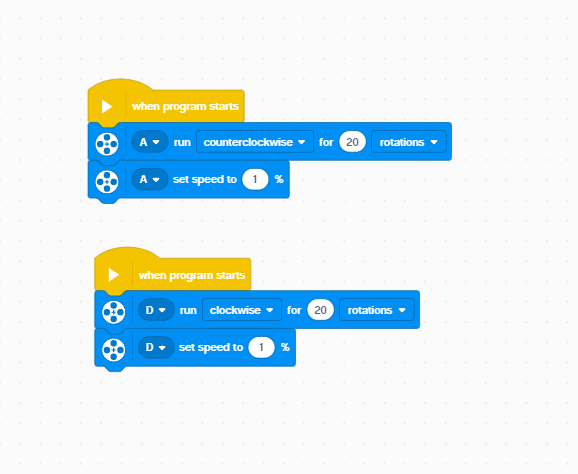 when program starts
A run counterclockwise for 20 rotations
A set speed to 1 %
when program starts
D run clockwise for 20 rotations
D set speed to 1 %